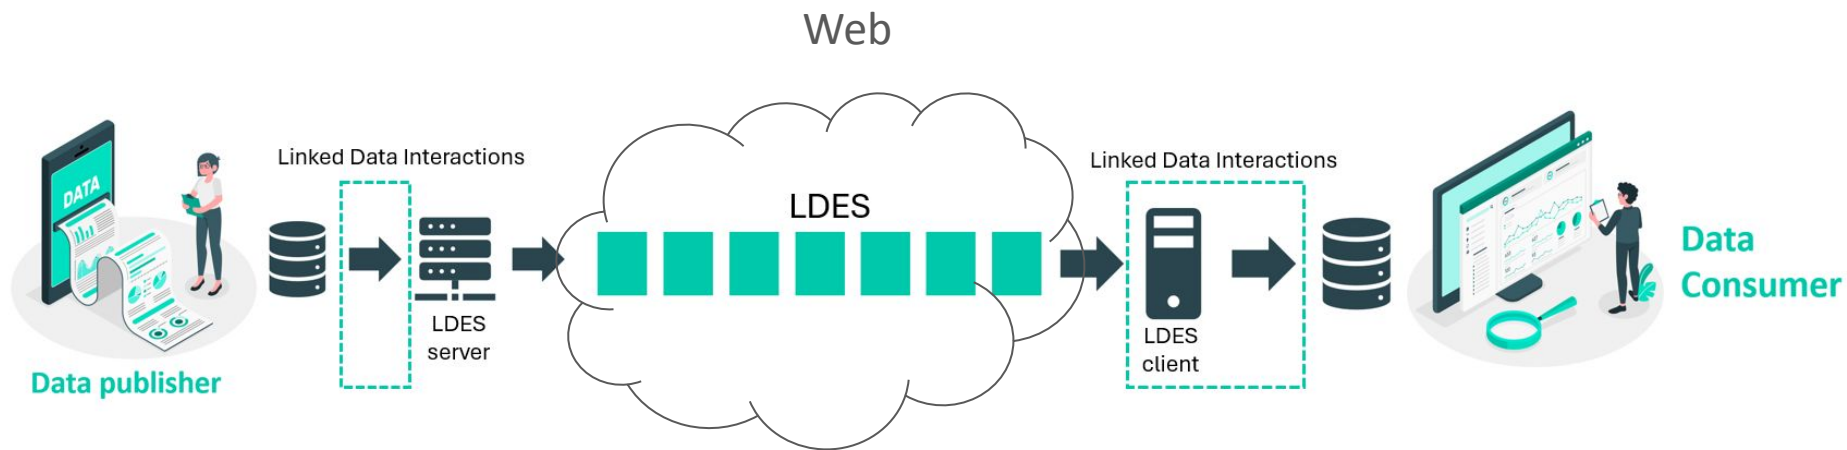 Web
DATA
Data publisher
Linked Data Interactions
LDES
server
LDES
Linked Data Interactions
LDES
client
Data
Consumer